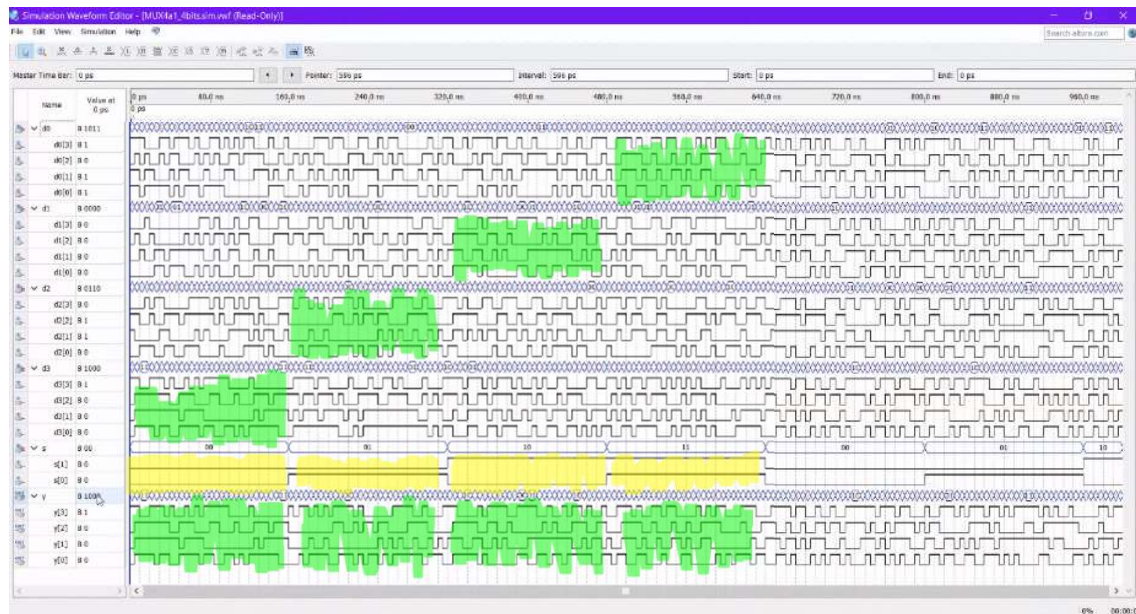 Simulation Waveform Editor - [MUX4a1_4bits.sim.vwf (Read-Only)]
File Edit View Simulation Help
Search altera.com
Master Time Bar: 0 ps Pointer: 596 ps Interval: 596 ps Start: 0 ps End: 0 ps
Name Value at 0 ps
0 ps 80.0 ns 160.0 ns 240.0 ns 320.0 ns 400.0 ns 480.0 ns 560.0 ns 640.0 ns 720.0 ns 800.0 ns 880.0 ns 960.0 ns
0 ps
d0 B 1011
d0[3] B 1
d0[2] B 0
d0[1] B 1
d0[0] B 1
d1 B 0000
d1[3] B 0
d1[2] B 0
d1[1] B 0
d1[0] B 0
d2 B 0110
d2[3] B 0
d2[2] B 1
d2[1] B 1
d2[0] B 0
d3 B 1000
d3[3] B 1
d3[2] B 0
d3[1] B 0
d3[0] B 0
s B 00 00 01 10 11 00 01 10
s[1] B 0
s[0] B 0
y B 1000
y[3] B 1
y[2] B 0
y[1] B 0
y[0] B 0
0% 00:00:0